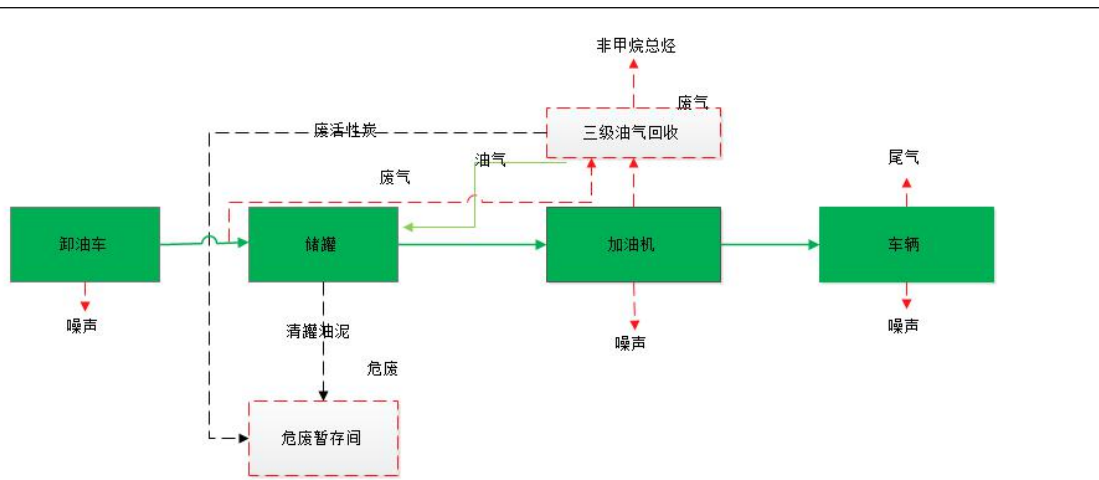 非甲烷总烃
废气
废活性炭
三级油气回收
油气
尾气
废气
卸油车
储罐
加油机
车辆
噪声
清罐油泥
噪声
噪声
危废
危废暂存间